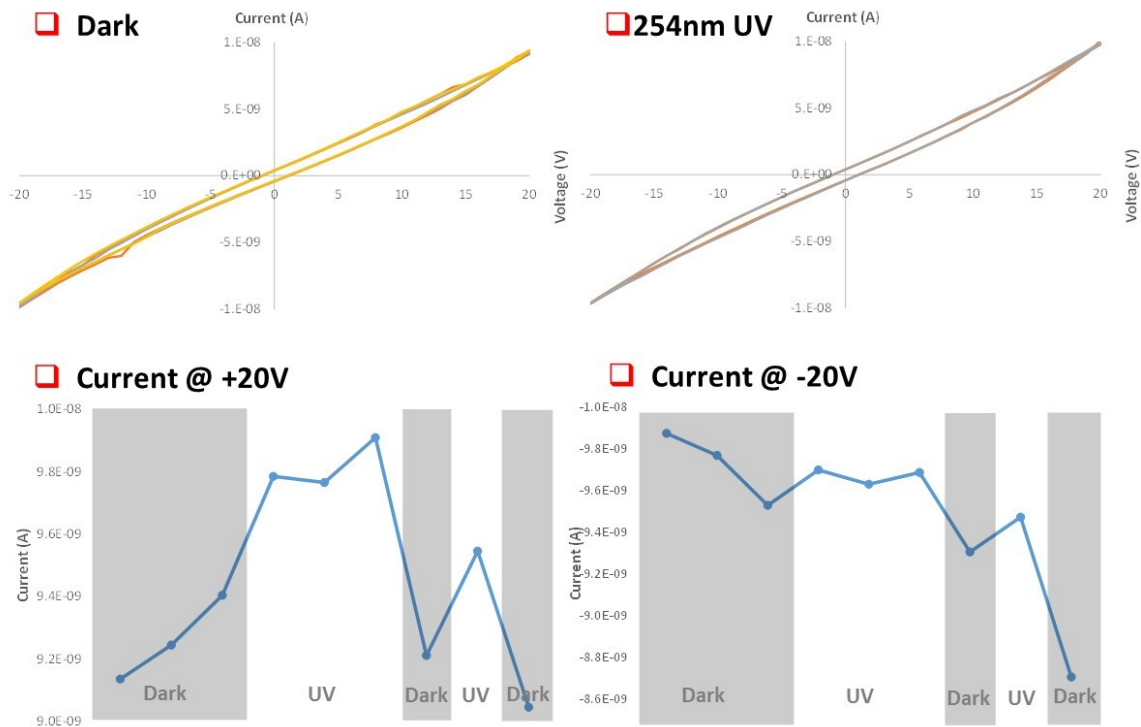 Dark
Current (A)
1.E-08
5.E-09
0.E+00
-5.E-09
-1.E-08
-20 -15 -10 -5 0 5 10 15 20
Voltage (V)
254nm UV
Current (A)
1.E-08
5.E-09
0.E+00
-5.E-09
-1.E-08
-20 -15 -10 -5 0 5 10 15 20
Voltage (V)
Current @ +20V
1.0E-08
9.8E-09
9.6E-09
9.4E-09
9.2E-09
9.0E-09
Current (A)
Dark UV Dark UV Dark
Current @ -20V
-1.0E-08
-9.8E-09
-9.6E-09
-9.4E-09
-9.2E-09
-9.0E-09
-8.8E-09
-8.6E-09
Current (A)
Dark UV Dark UV Dark